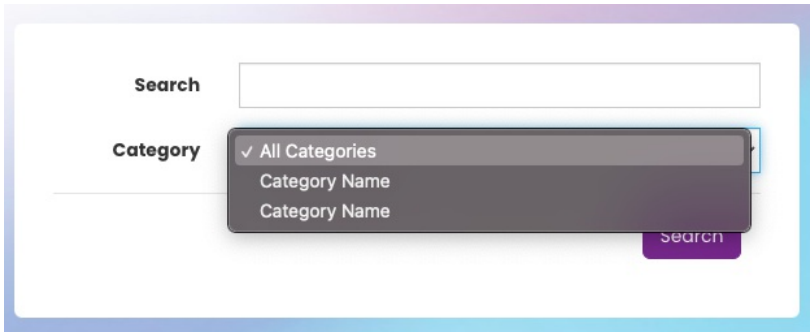 Search
Category
✓ All Categories
Category Name
Category Name
Search